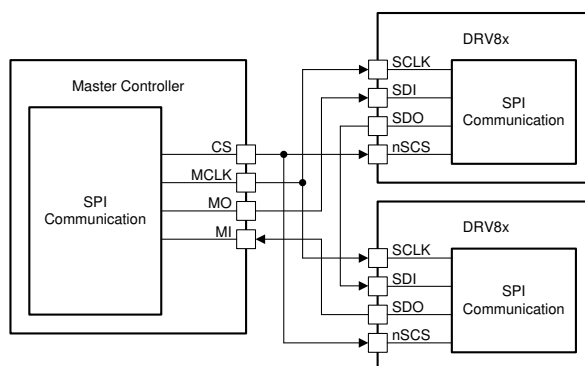 Master Controller
SPI
Communication
CS
MCLK
MO
MI
DRV8x
SCLK
SDI
SDO
nSCS
SPI
Communication
DRV8x
SCLK
SDI
SDO
nSCS
SPI
Communication